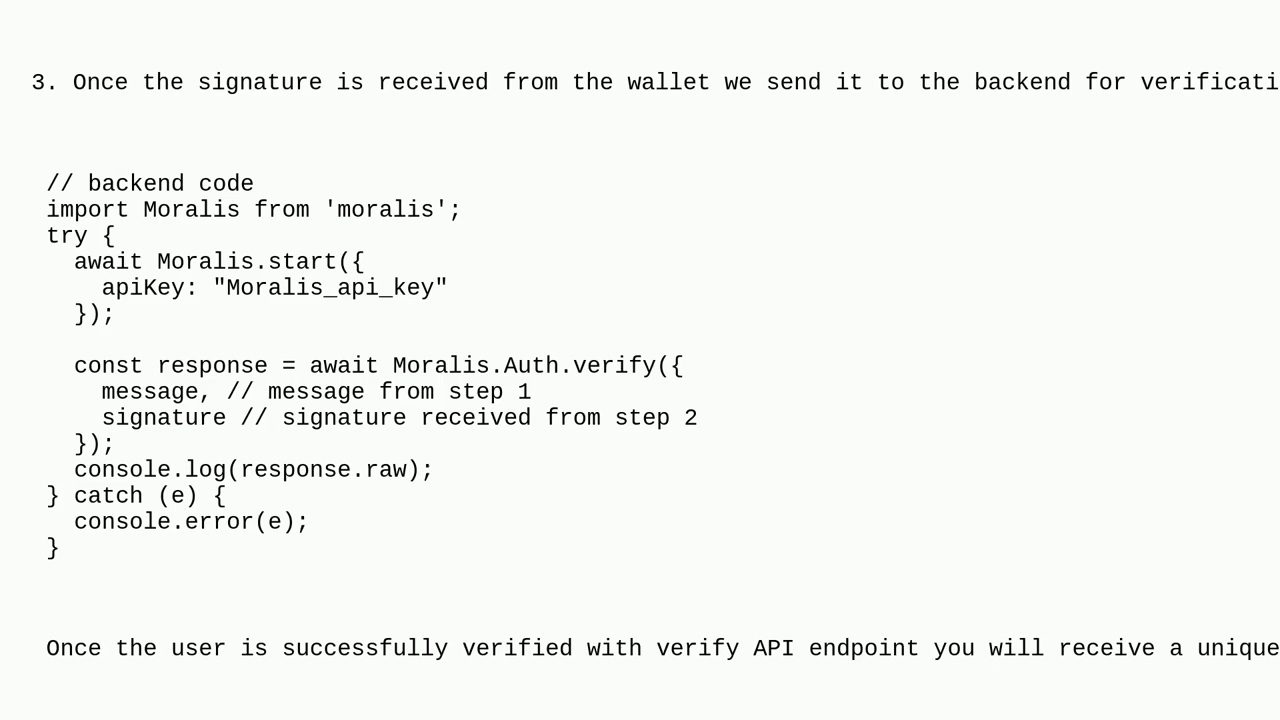 3. Once the signature is received from the wallet we send it to the backend for verificati
// backend code
import Moralis from 'moralis';
try {
  await Moralis.start({
    apiKey: "Moralis_api_key"
  });
  const response = await Moralis.Auth.verify({
    message, // message from step 1
    signature // signature received from step 2
  });
  console.log(response.raw);
} catch (e) {
  console.error(e);
}
Once the user is successfully verified with verify API endpoint you will receive a unique